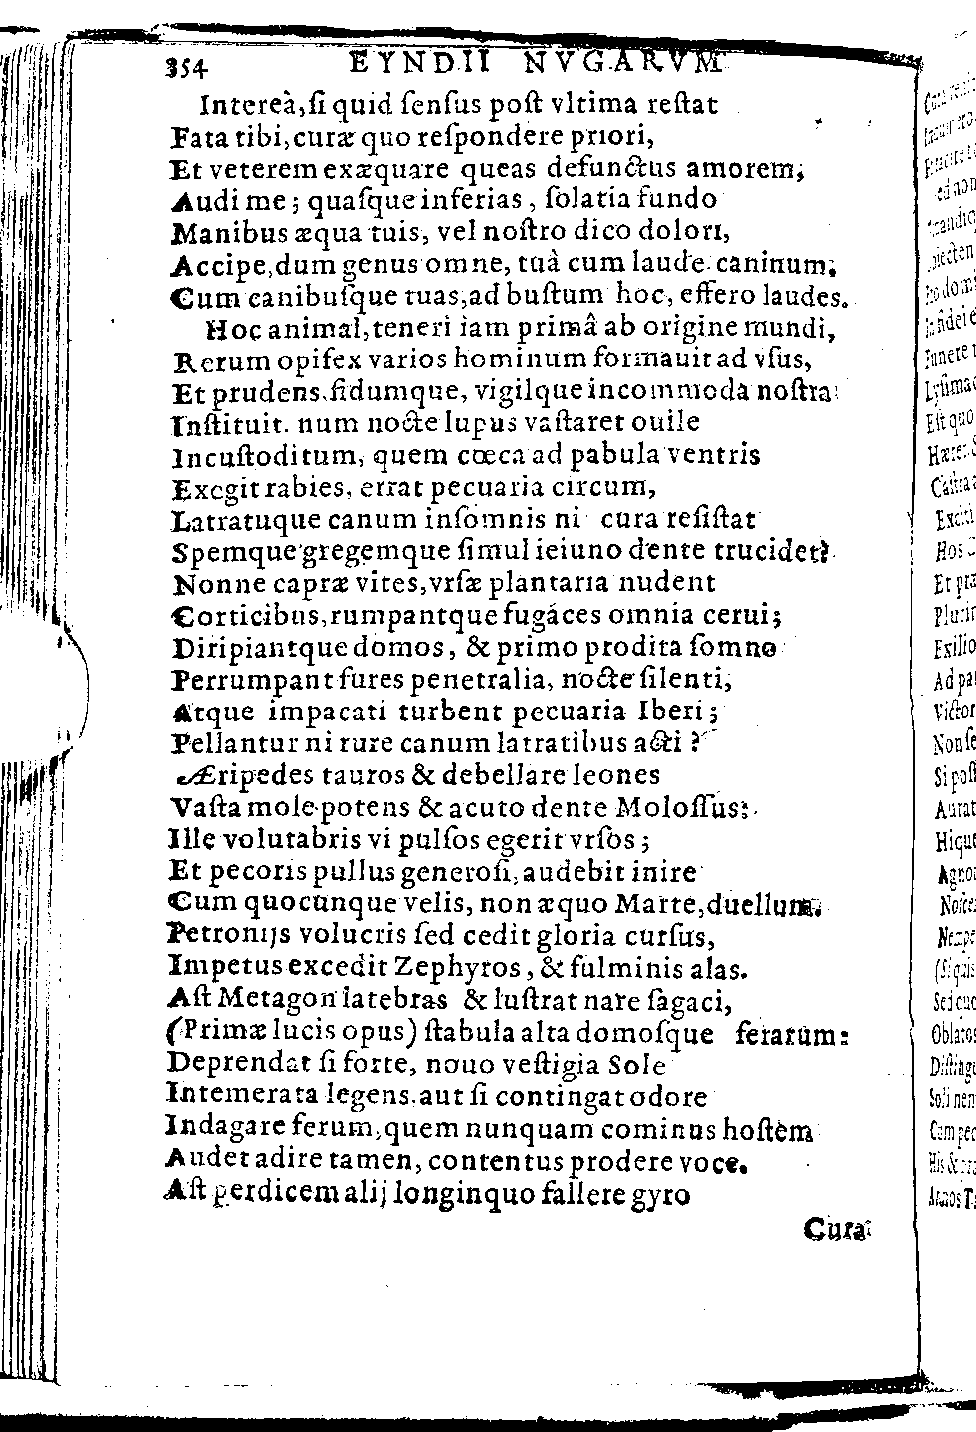 354 EYNDII NVGARVM
Intereà, ſi quid ſenſus poſt vltima reſtat
Fata tibi, curæ quo reſpondere priori,
Et veterem exæquare queas defunctus amorem,
Audi me; quaſque inferias, ſolatia fundo
Manibus æqua tuis, vel noſtro dico dolori,
Accipe, dum genus omne, tuâ cum laude caninum.
Cum canibuſque tuas, ad buſtum hoc, effero laudes.
Hoc animal, teneri iam primâ ab origine mundi,
Rerum opifex varios hominum formauit ad vſus,
Et prudens, fidumque, vigilque incommoda noſtra
Inſtituit. num nocte lupus vaſtaret ouile
Incuſtoditum, quem cœca ad pabula ventris
Exegit rabies, errat pecuaria circum,
Latratuque canum inſomnis ni cura reſiſtat
Spemque gregemque ſimul ieiuno dente trucidet?
Nonne capræ vites, vrſæ plantaria nudent
Corticibus, rumpantque fugáces omnia cerui;
Diripiantque domos, & primo prodita ſomno
Perrumpant fures penetralia, nocte ſilenti,
Atque impacati turbent pecuaria Iberi;
Pellantur ni rure canum latratibus acti?
Æripedes tauros & debellare leones
Vaſta mole potens & acuto dente Moloſſus:
Ille volutabris vi pulſos egerit vrſos;
Et pecoris pullus generoſi, audebit inire
Cum quocunque velis, non æquo Marte, duellum.
Petronijs volucris ſed cedit gloria curſus,
Impetus excedit Zephyros, & fulminis alas.
Aſt Metagon latebras & luſtrat nare ſagaci,
(Primæ lucis opus) ſtabula alta domoſque ferarum:
Deprendat ſi forte, nouo veſtigia Sole
Intemerata legens. aut ſi contingat odore
Indagare ferum, quem nunquam cominus hoſtem
Audet adire tamen, contentus prodere voce.
Aſt perdicem alij longinquo fallere gyro
Cura